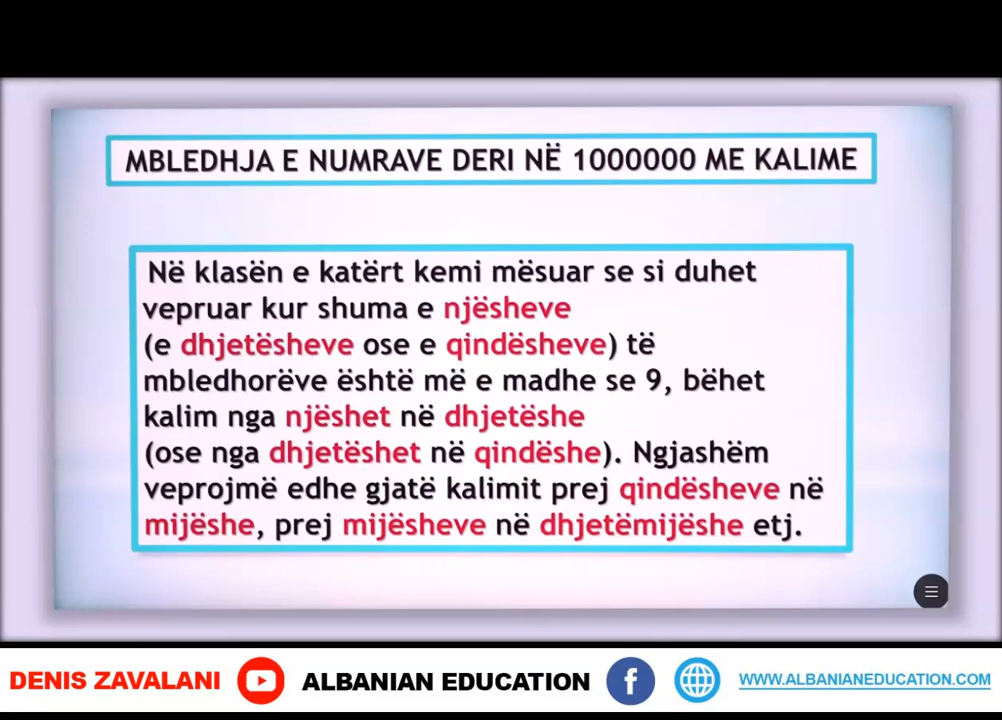 MBLEDHJA E NUMRAVE DERI NË 1000000 ME KALIME
Në klasën e katërt kemi mësuar se si duhet
vepruar kur shuma e njësheve
(e dhjetësheve ose e qindësheve) të
mbledhorëve është më e madhe se 9, bëhet
kalim nga njëshet në dhjetëshe
(ose nga dhjetëshet në qindëshe). Ngjashëm
veprojmë edhe gjatë kalimit prej qindësheve në
mijëshe, prej mijësheve në dhjetëmijëshe etj.
DENIS ZAVALANI ALBANIAN EDUCATION f WWW.ALBANIANEDUCATION.COM